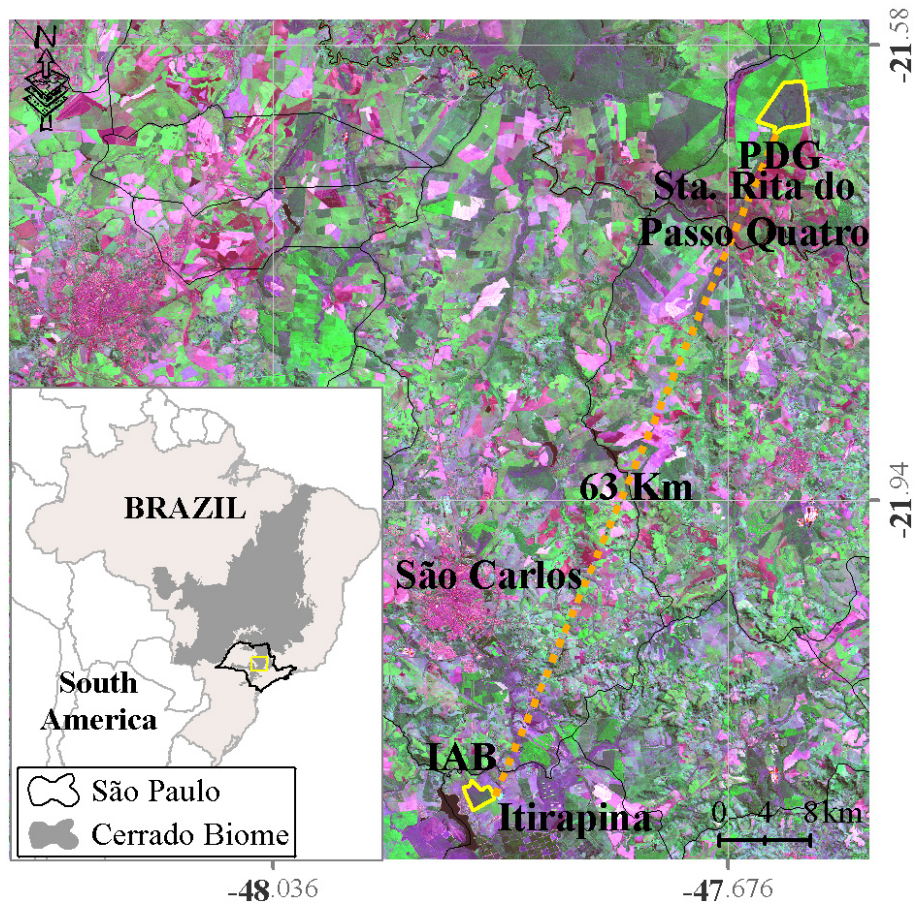 N
-21.58
PDG
Sta. Rita do
Passo Quatro
63 Km
-21.94
São Carlos
BRAZIL
South
America
São Paulo
Cerrado Biome
IAB
Itirapina
0 4 8 km
-48.036
-47.676